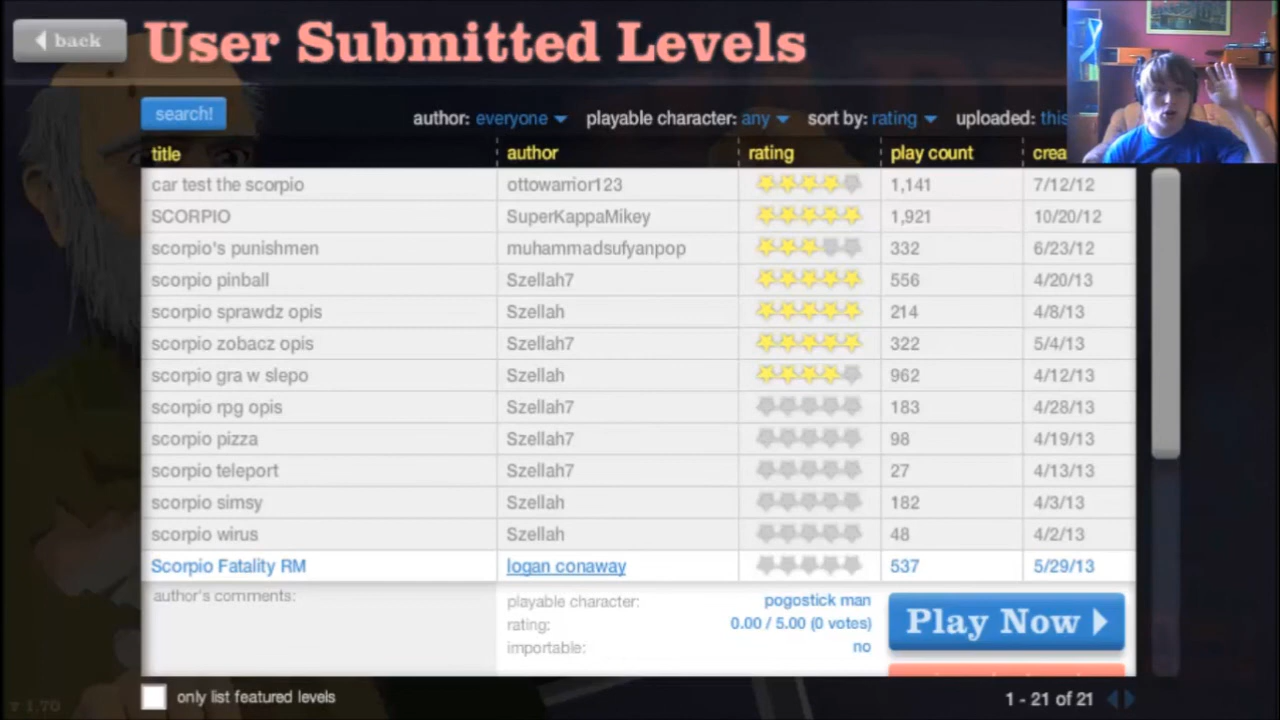 back
User Submitted Levels
search!
author: everyone playable character: any sort by: rating uploaded: this
title author rating play count crea
car test the scorpio ottowarrior123 1,141 7/12/12
SCORPIO SuperKappaMikey 1,921 10/20/12
scorpio's punishmen muhammadsufyanpop 332 6/23/12
scorpio pinball Szellah7 556 4/20/13
scorpio sprawdz opis Szellah 214 4/8/13
scorpio zobacz opis Szellah7 322 5/4/13
scorpio gra w slepo Szellah 962 4/12/13
scorpio rpg opis Szellah7 183 4/28/13
scorpio pizza Szellah7 98 4/19/13
scorpio teleport Szellah7 27 4/13/13
scorpio simsy Szellah 182 4/3/13
scorpio wirus Szellah 48 4/2/13
Scorpio Fatality RM logan conaway 537 5/29/13
author's comments:
playable character: pogostick man
rating: 0.00 / 5.00 (0 votes)
importable: no
Play Now
only list featured levels
1 - 21 of 21
v 1.70